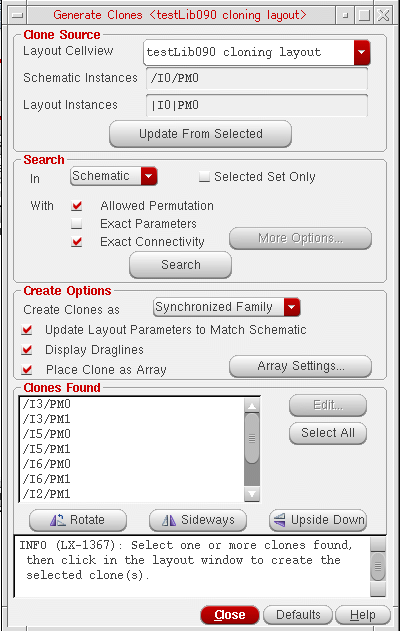 Generate Clones <testLib090 cloning layout>
Clone Source
Layout Cellview testLib090 cloning layout
Schematic Instances /I0/PM0
Layout Instances |I0|PM0
Update From Selected
Search
In Schematic Selected Set Only
With Allowed Permutation
Exact Parameters
Exact Connectivity More Options...
Search
Create Options
Create Clones as Synchronized Family
Update Layout Parameters to Match Schematic
Display Draglines
Place Clone as Array Array Settings...
Clones Found
/I3/PM0 Edit...
/I3/PM1
/I5/PM0 Select All
/I5/PM1
/I6/PM0
/I6/PM1
/I2/PM1
Rotate Sideways Upside Down
INFO (LX-1367): Select one or more clones found,
then click in the layout window to create the
selected clone(s).
Close Defaults Help